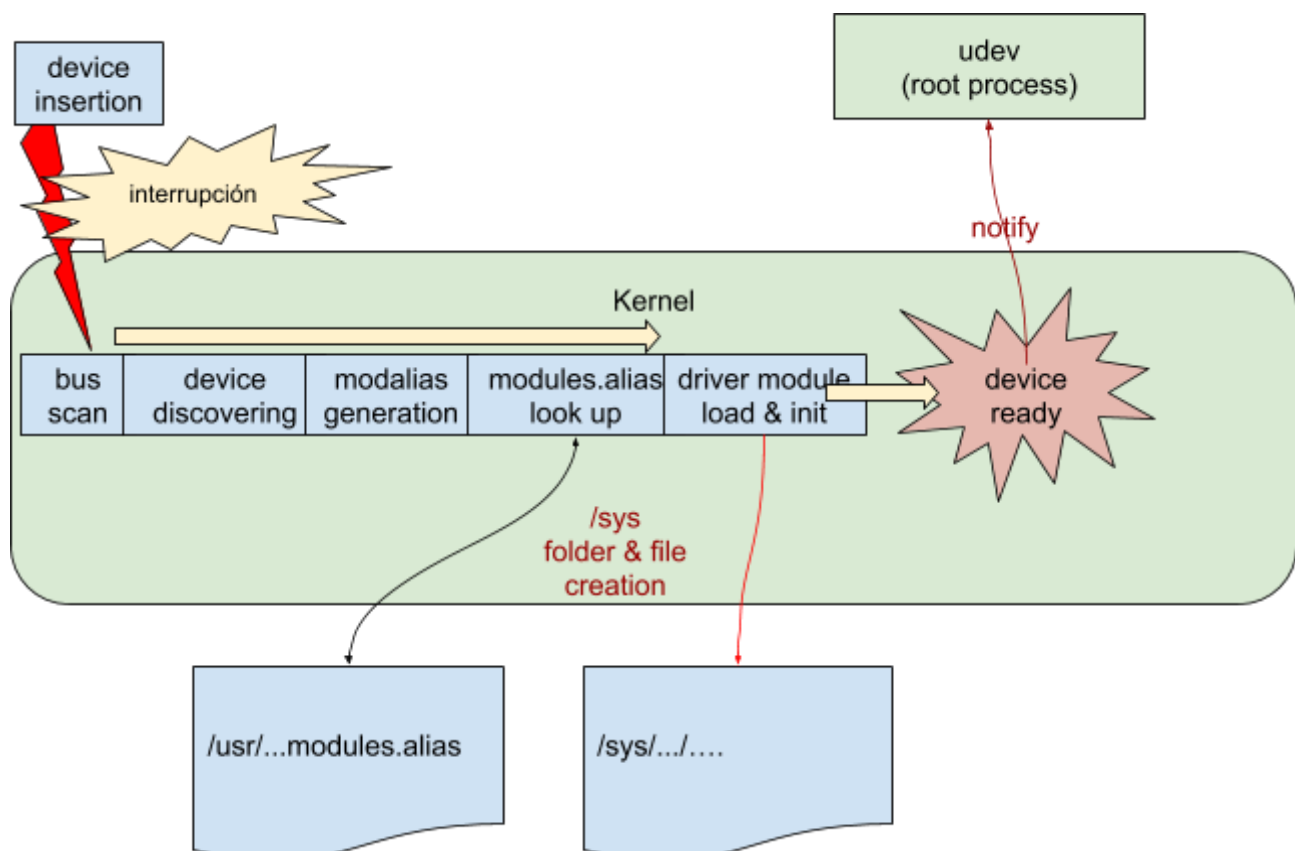 device
insertion
udev
(root process)
interrupción
notify
Kernel
bus
scan
device
discovering
modalias
generation
modules.alias
look up
driver module
load & init
device
ready
/sys
folder & file
creation
/usr/...modules.alias
/sys/.../....